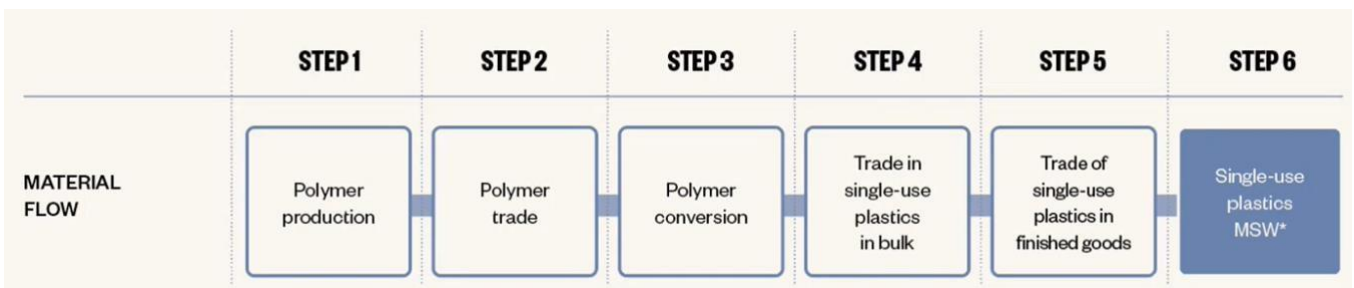 STEP 1
STEP 2
STEP 3
STEP 4
STEP 5
STEP 6
MATERIAL
FLOW
Polymer
production
Polymer
trade
Polymer
conversion
Trade in
single-use
plastics
in bulk
Trade of
single-use
plastics in
finished goods
Single-use
plastics
MSW*